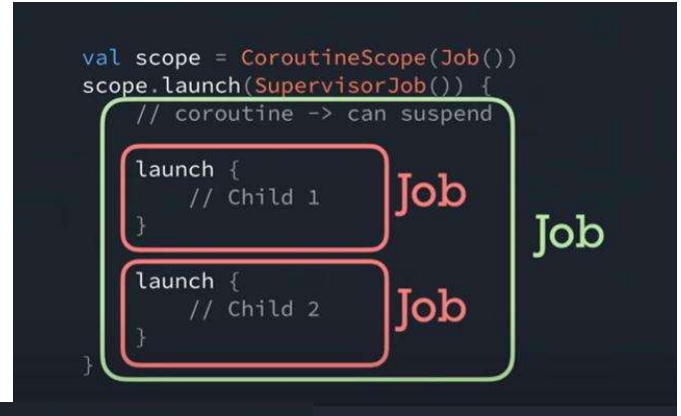 val scope = CoroutineScope(Job())
scope.launch(SupervisorJob()) {
// coroutine -> can suspend
launch {
// Child 1
}
Job
Job
launch {
// Child 2
}
Job
}